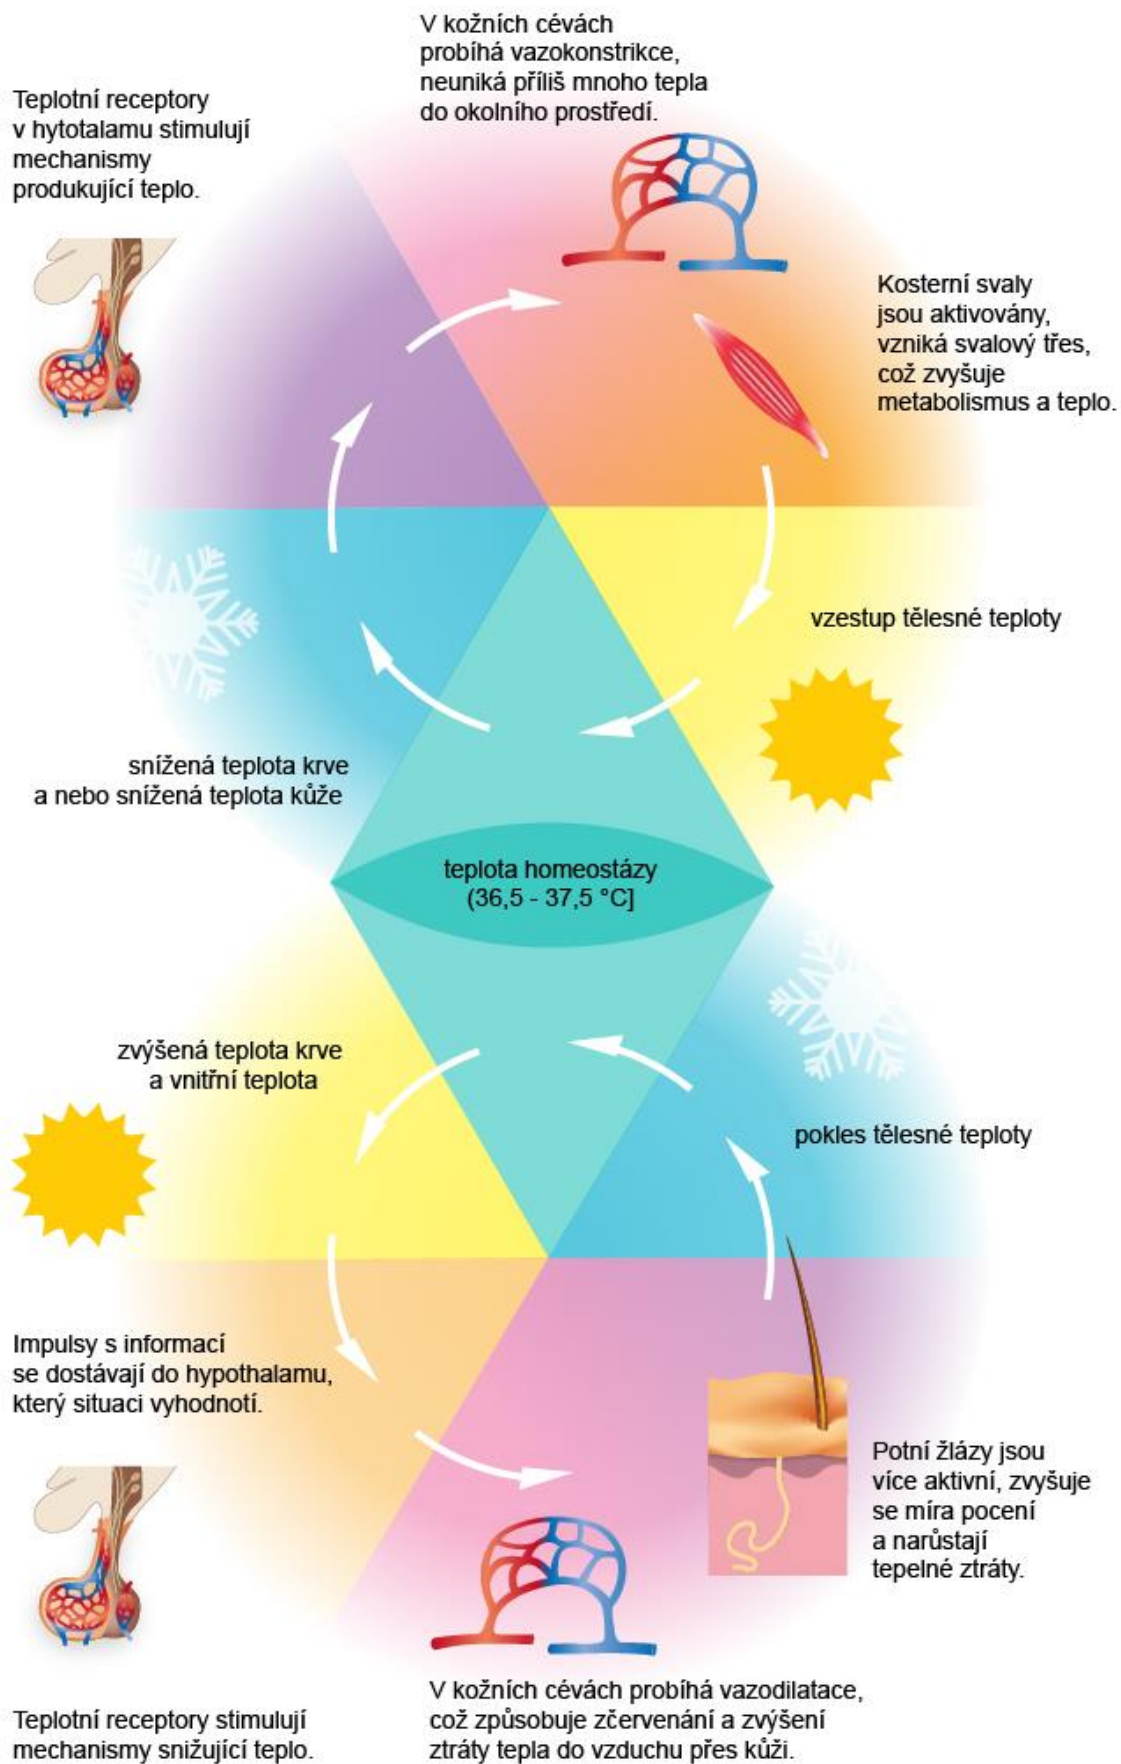 V kožních cévách
probíhá vazokonstrikce,
neuniká příliš mnoho tepla
do okolního prostředí.
Teplotní receptory
v hytotalamu stimulují
mechanismy
produkující teplo.
Kosterní svaly
jsou aktivovány,
vzniká svalový třes,
což zvyšuje
metabolismus a teplo.
vzestup tělesné teploty
snížená teplota krve
a nebo snížená teplota kůže
teplota homeostázy
(36,5 - 37,5 °C]
zvýšená teplota krve
a vnitřní teplota
pokles tělesné teploty
Impulsy s informací
se dostávají do hypothalamu,
který situaci vyhodnotí.
Potní žlázy jsou
více aktivní, zvyšuje
se míra pocení
a narůstají
tepelné ztráty.
Teplotní receptory stimulují
mechanismy snižující teplo.
V kožních cévách probíhá vazodilatace,
což způsobuje zčervenání a zvýšení
ztráty tepla do vzduchu přes kůži.